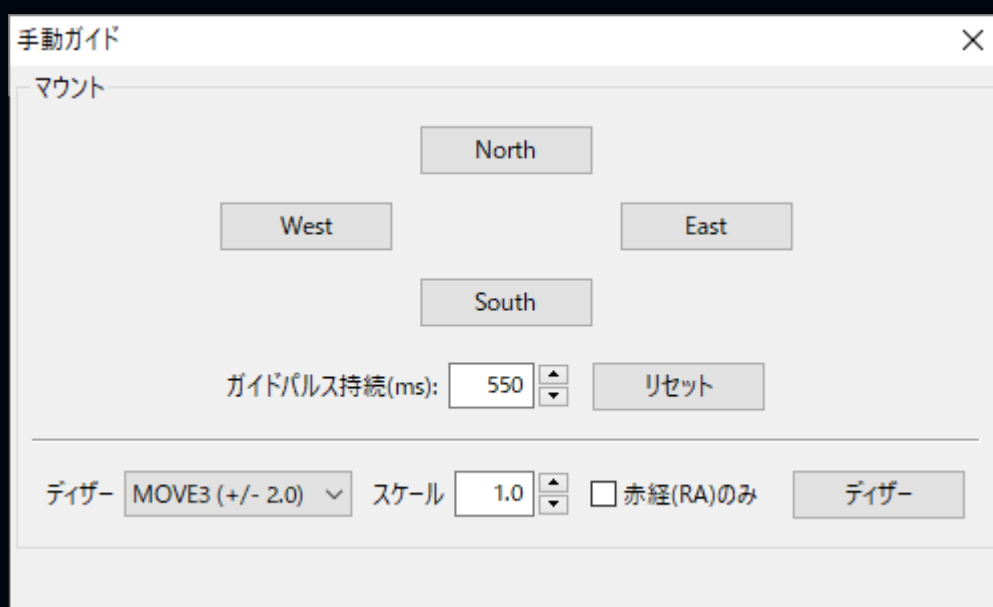 手動ガイド
マウント
North
West East
South
ガイドパルス持続(ms): 550 リセット
ディザー MOVE3 (+/- 2.0) スケール 1.0 赤経(RA)のみ ディザー